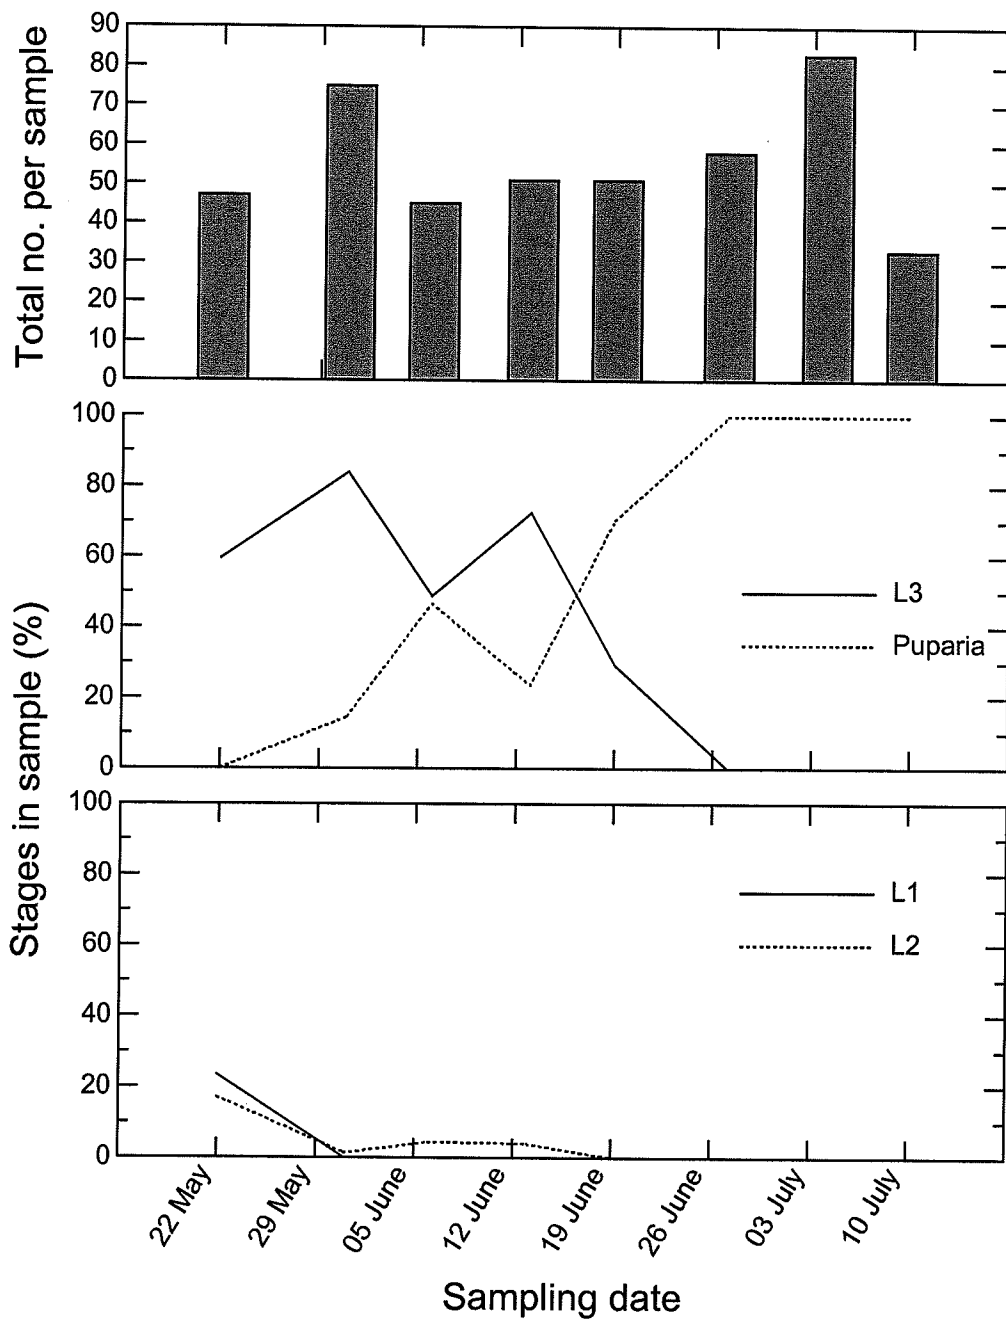 Total no. per sample
90
80
70
60
50
40
30
20
10
0
Stages in sample (%)
100
80
60
40
20
0
L3
Puparia
100
80
60
40
20
0
L1
L2
22 May
29 May
05 June
12 June
19 June
26 June
03 July
10 July
Sampling date